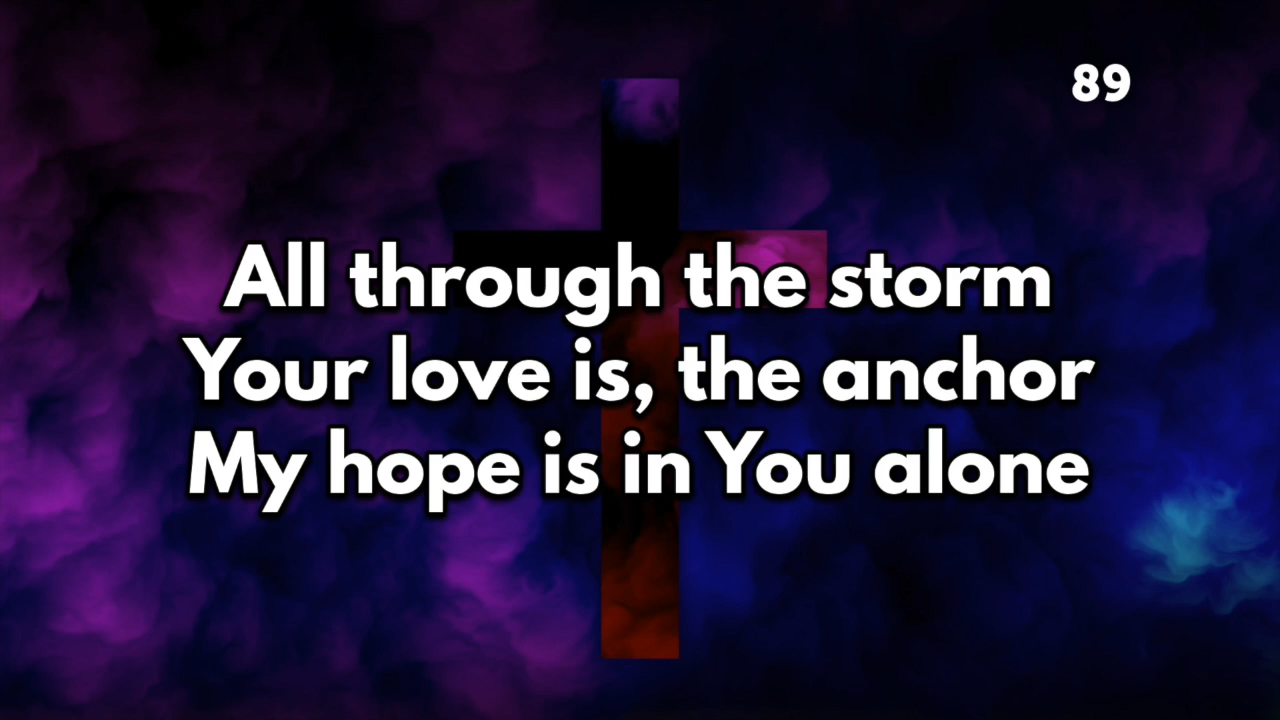 89
All through the storm
Your love is, the anchor
My hope is in You alone